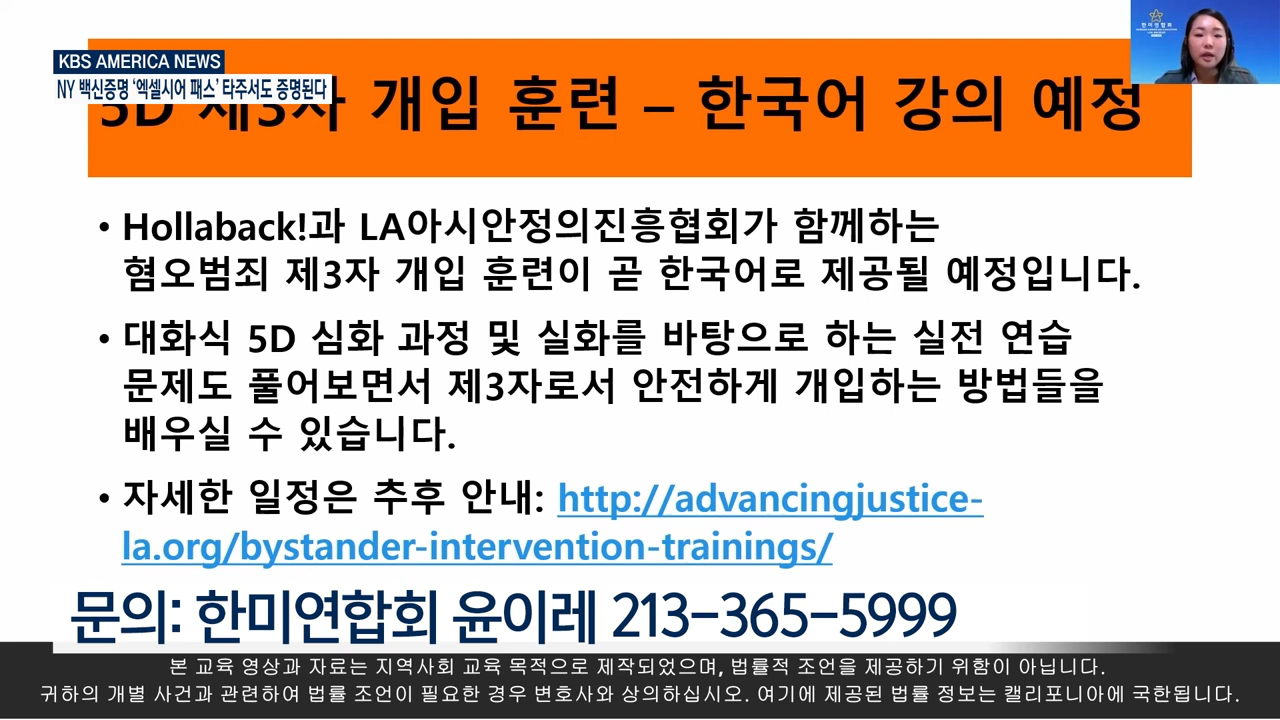 KBS AMERICA NEWS
NY 백신증명 ‘엑셀시어 패스’ 타주서도 증명된다
한미연합회
5D 제3자 개입 훈련 – 한국어 강의 예정
• Hollaback!과 LA아시안정의진흥협회가 함께하는
혐오범죄 제3자 개입 훈련이 곧 한국어로 제공될 예정입니다.
• 대화식 5D 심화 과정 및 실화를 바탕으로 하는 실전 연습
문제도 풀어보면서 제3자로서 안전하게 개입하는 방법들을
배우실 수 있습니다.
• 자세한 일정은 추후 안내: http://advancingjustice-
la.org/bystander-intervention-trainings/
문의: 한미연합회 윤이레 213-365-5999
본 교육 영상과 자료는 지역사회 교육 목적으로 제작되었으며, 법률적 조언을 제공하기 위함이 아닙니다.
귀하의 개별 사건과 관련하여 법률 조언이 필요한 경우 변호사와 상의하십시오. 여기에 제공된 법률 정보는 캘리포니아에 국한됩니다.